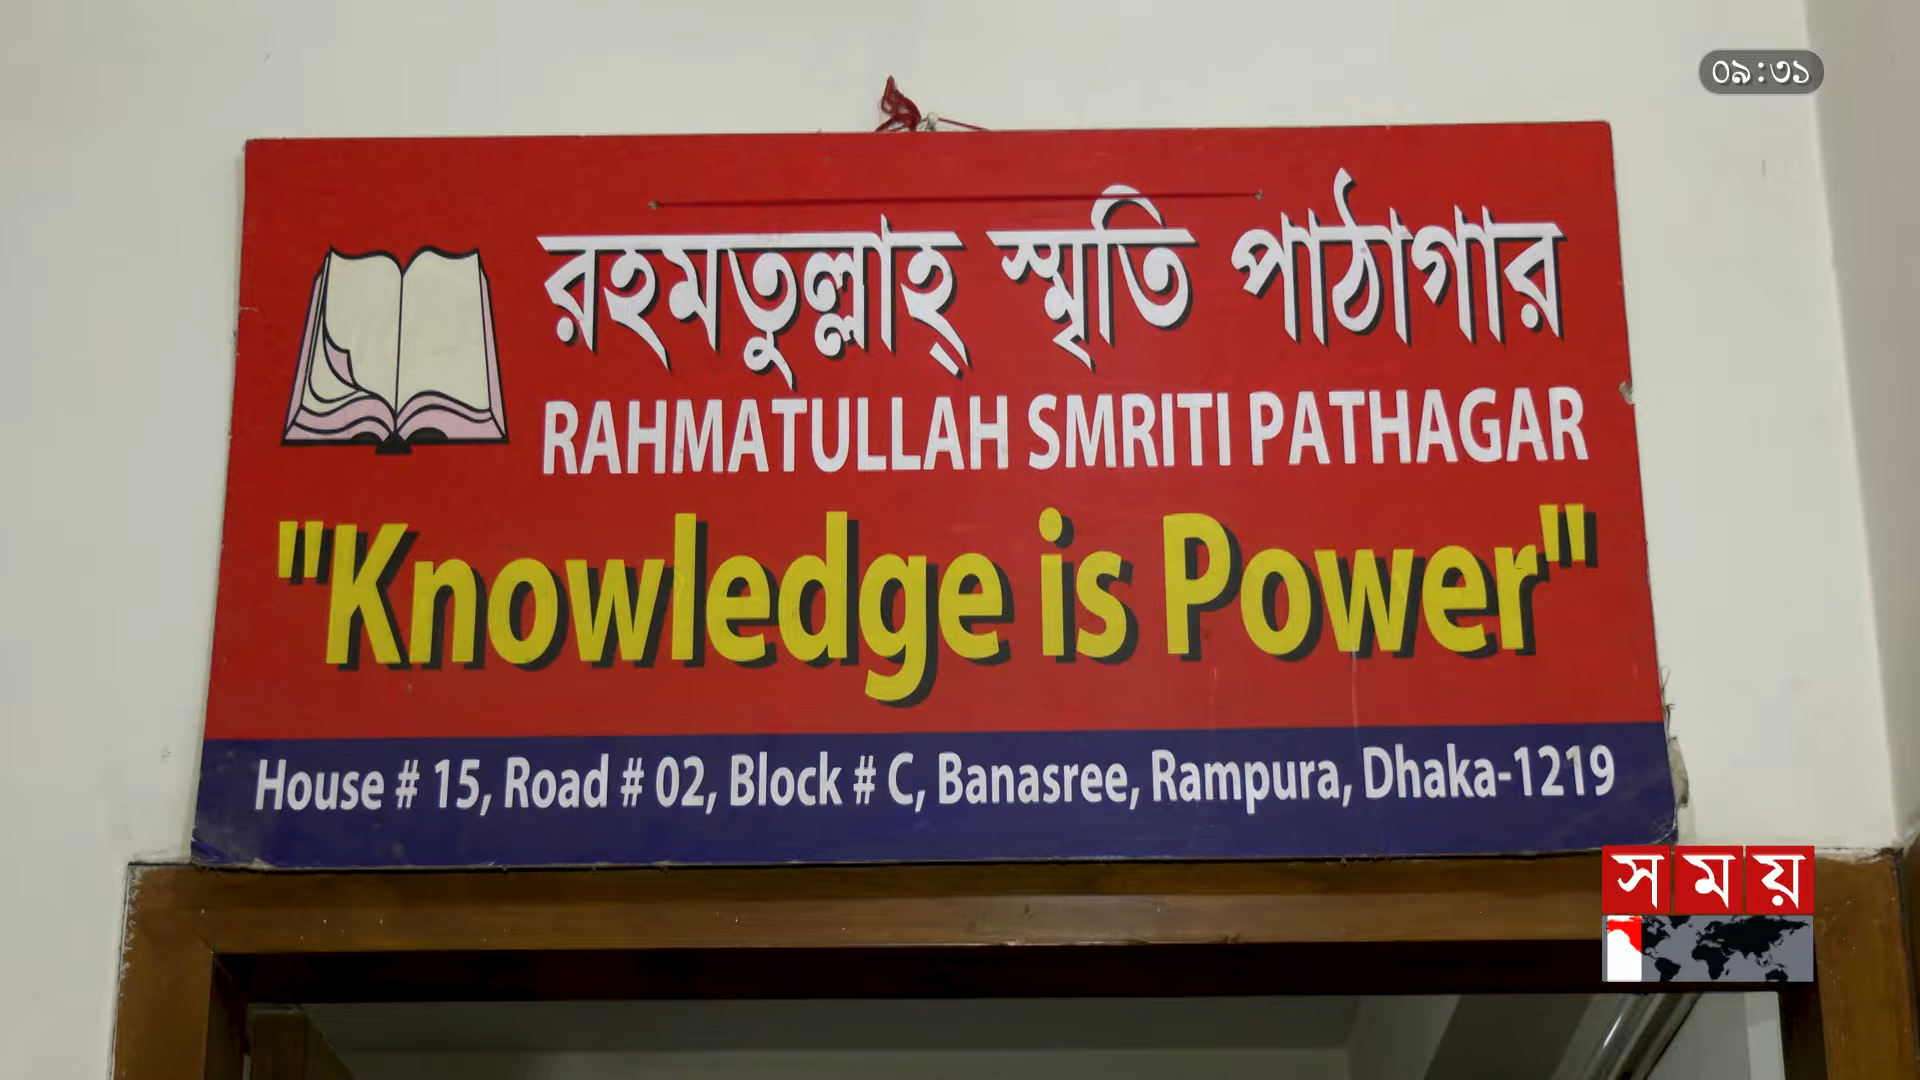 ০৯:৩১
রহমতুল্লাহ্ স্মৃতি পাঠাগার
RAHMATULLAH SMRITI PATHAGAR
"Knowledge is Power"
House # 15, Road # 02, Block # C, Banasree, Rampura, Dhaka-1219
সময়